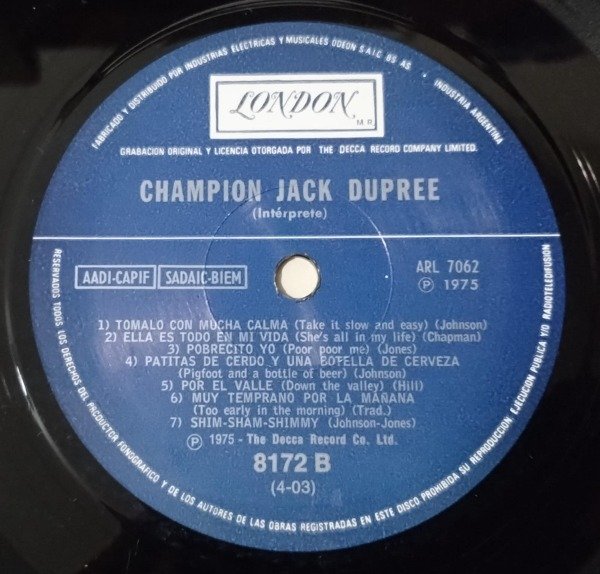 FABRICADO Y DISTRIBUIDO POR INDUSTRIAS ELECTRICAS Y MUSICALES ODEON S.A.I.C. BS AS. - INDUSTRIA ARGENTINA
LONDON
M R
GRABACION ORIGINAL Y LICENCIA OTORGADA POR THE DECCA RECORD COMPANY LIMITED.
CHAMPION JACK DUPREE
(Intérprete)
AADI-CAPIF SADAIC-BIEM
ARL 7062
℗ 1975
1) TOMALO CON MUCHA CALMA (Take it slow and easy) (Johnson)
2) ELLA ES TODO EN MI VIDA (She's all in my life) (Chapman)
3) POBRECITO YO (Poor poor me) (Jones)
4) PATITAS DE CERDO Y UNA BOTELLA DE CERVEZA
(Pigfoot and a bottle of beer) (Johnson)
5) POR EL VALLE (Down the valley) (Hill)
6) MUY TEMPRANO POR LA MAÑANA
(Too early in the morning) (Trad.)
7) SHIM-SHAM-SHIMMY (Johnson-Jones)
℗ 1975 - The Decca Record Co. Ltd.
8172 B
(4-03)
RESERVADOS TODOS LOS DERECHOS DEL PRODUCTOR FONOGRAFICO Y DE LOS AUTORES DE LAS OBRAS REGISTRADAS EN ESTE DISCO PROHIBIDA SU EJECUCION PUBLICA Y/O RADIOTELEDIFUSION